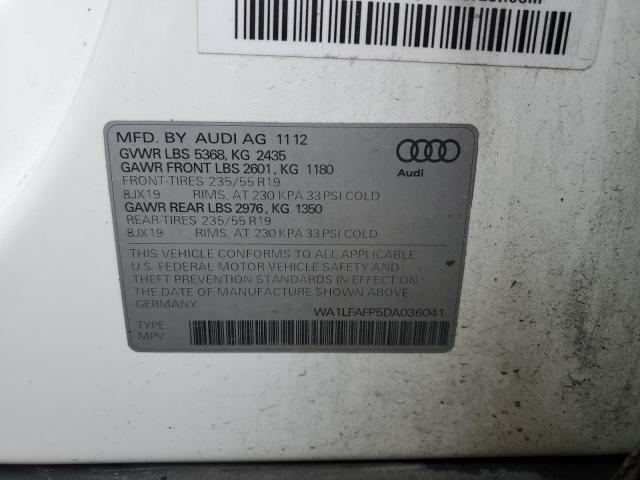 MFD. BY AUDI AG 1112
GVWR LBS 5368, KG 2435
GAWR FRONT LBS 2601, KG 1180
FRONT-TIRES 235/55 R19
8JX19 RIMS, AT 230 KPA 33 PSI COLD
GAWR REAR LBS 2976, KG 1350
REAR-TIRES 235/55 R19
8JX19 RIMS, AT 230 KPA 33 PSI COLD
Audi
THIS VEHICLE CONFORMS TO ALL APPLICABLE
U.S. FEDERAL MOTOR VEHICLE SAFETY AND
THEFT PREVENTION STANDARDS IN EFFECT ON
THE DATE OF MANUFACTURE SHOWN ABOVE
GERMANY
WA1LFAFP5DA036041
TYPE:
MPV